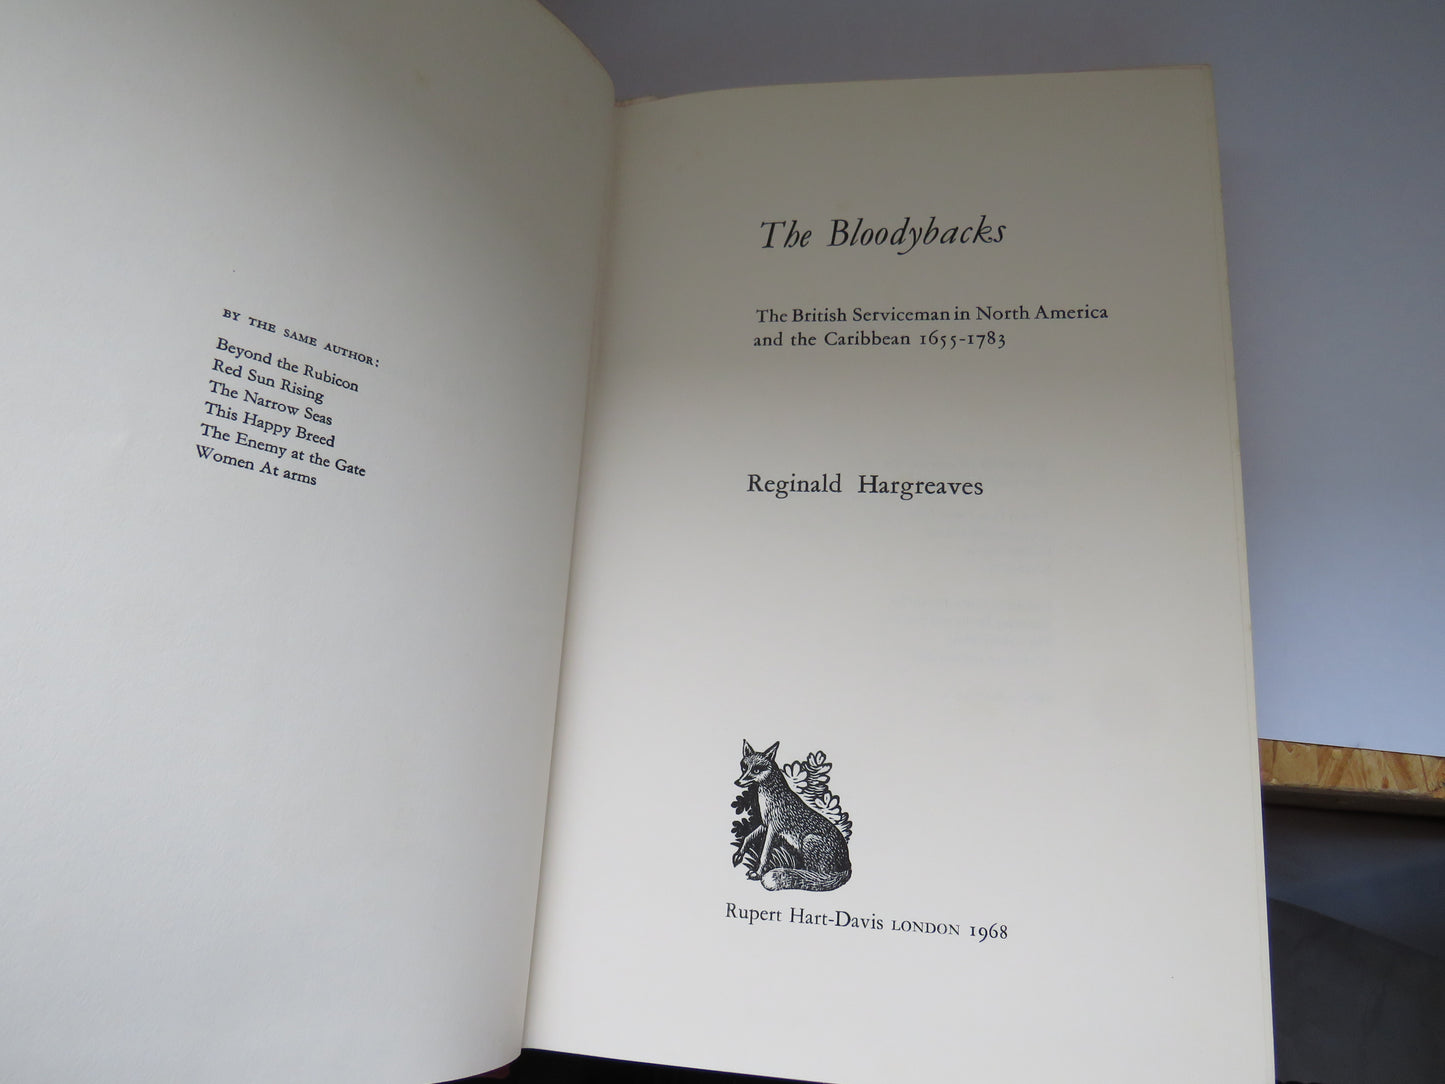 BY THE SAME AUTHOR:
Beyond the Rubicon
Red Sun Rising
The Narrow Seas
This Happy Breed
The Enemy at the Gate
Women At arms
The Bloodybacks
The British Serviceman in North America
and the Caribbean 1655-1783
Reginald Hargreaves
Rupert Hart-Davis LONDON 1968